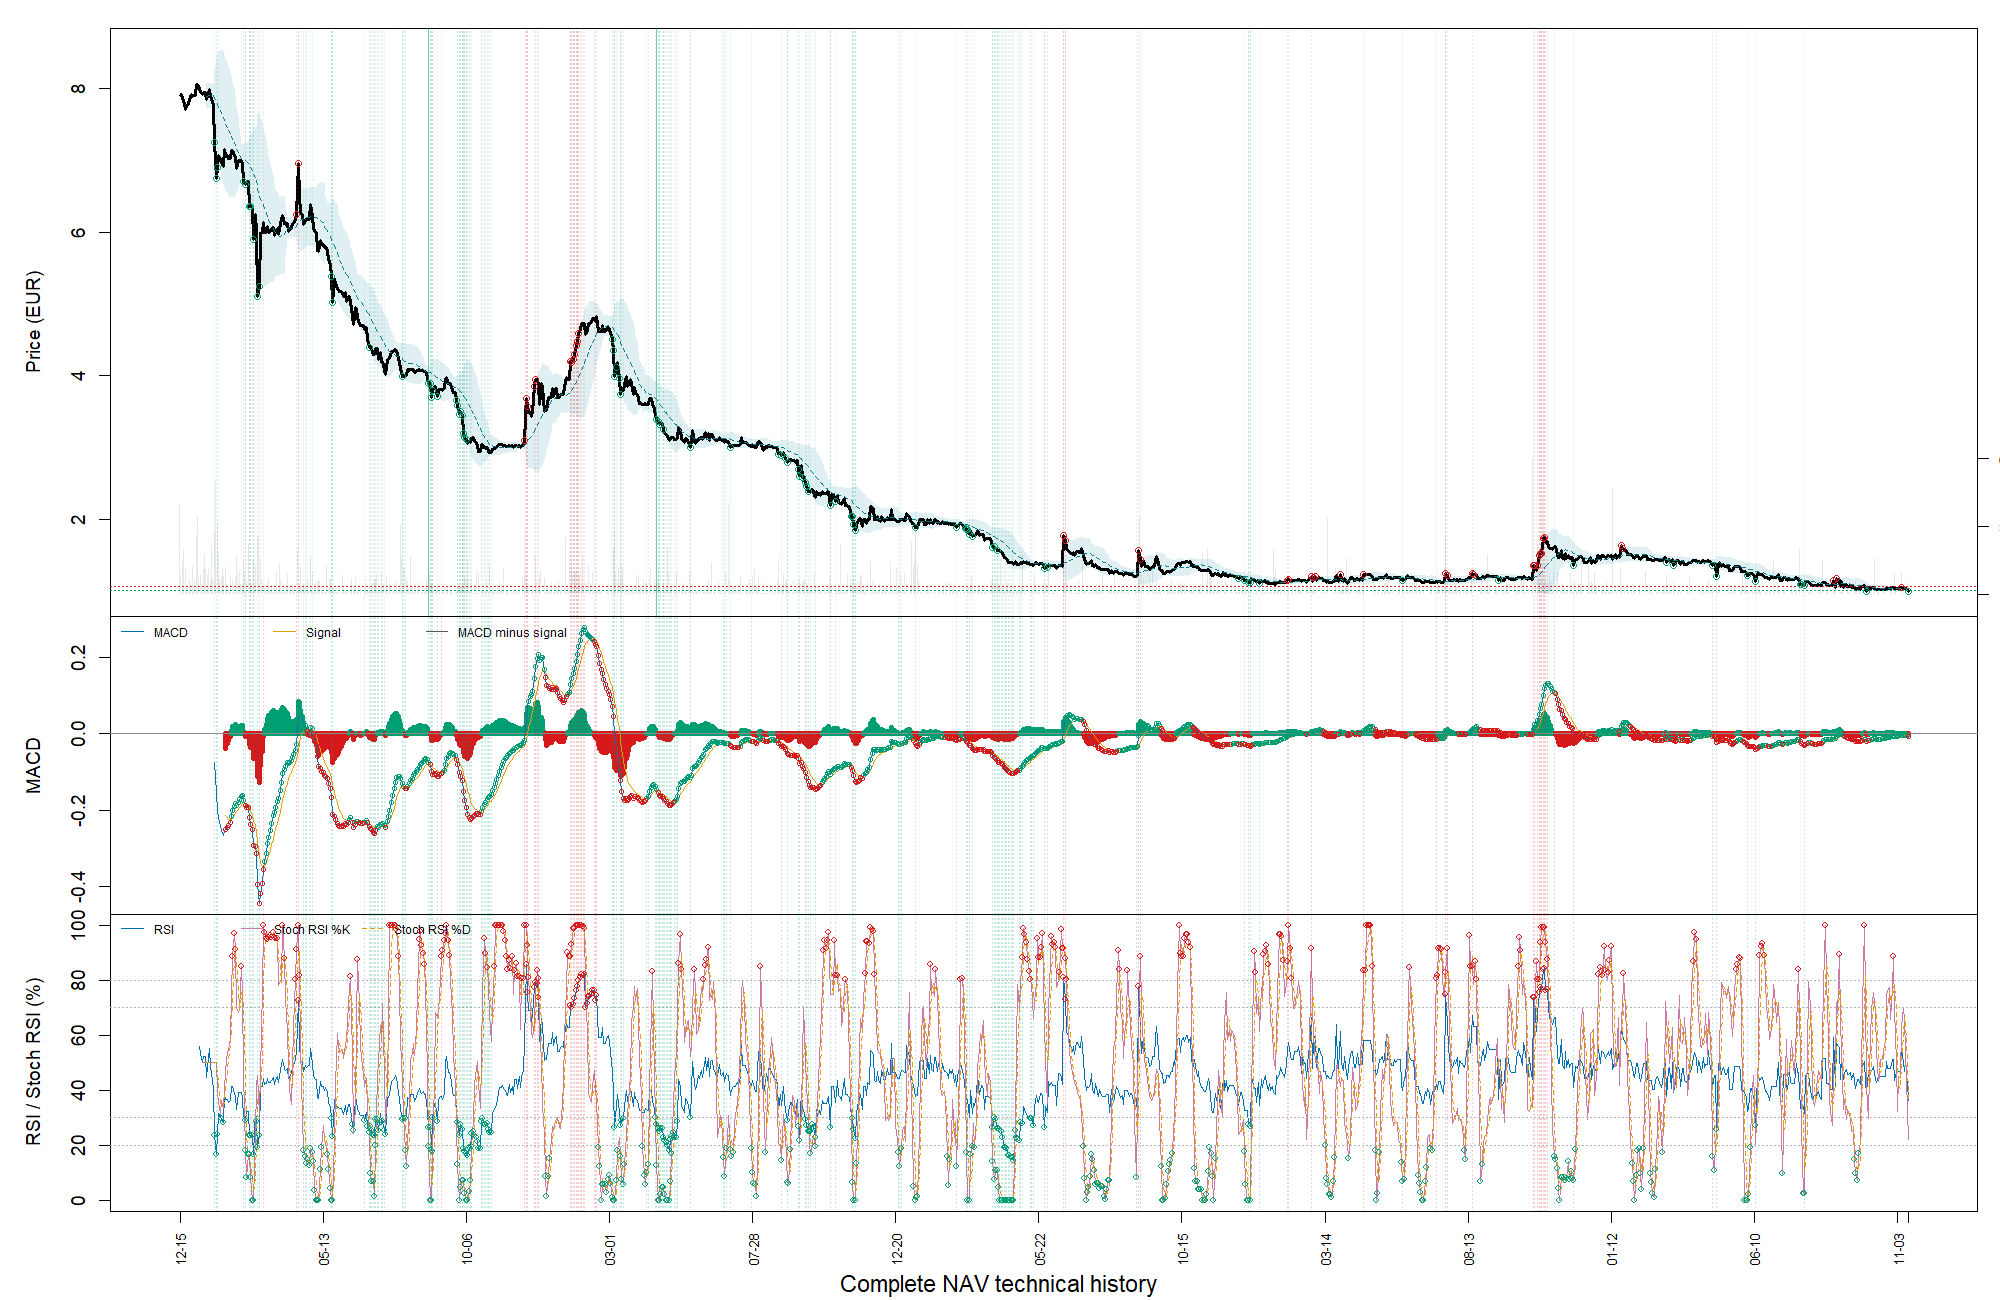 8
6
4
2
Price (EUR)
MACD
Signal
MACD minus signal
0.2
0.0
-0.2
-0.4
MACD
RSI
Stoch RSI %K
Stoch RSI %D
100
80
60
40
20
0
RSI / Stoch RSI (%)
12-15
05-13
10-06
03-01
07-28
12-20
05-22
10-15
03-14
08-13
01-12
06-10
11-03
Complete NAV technical history